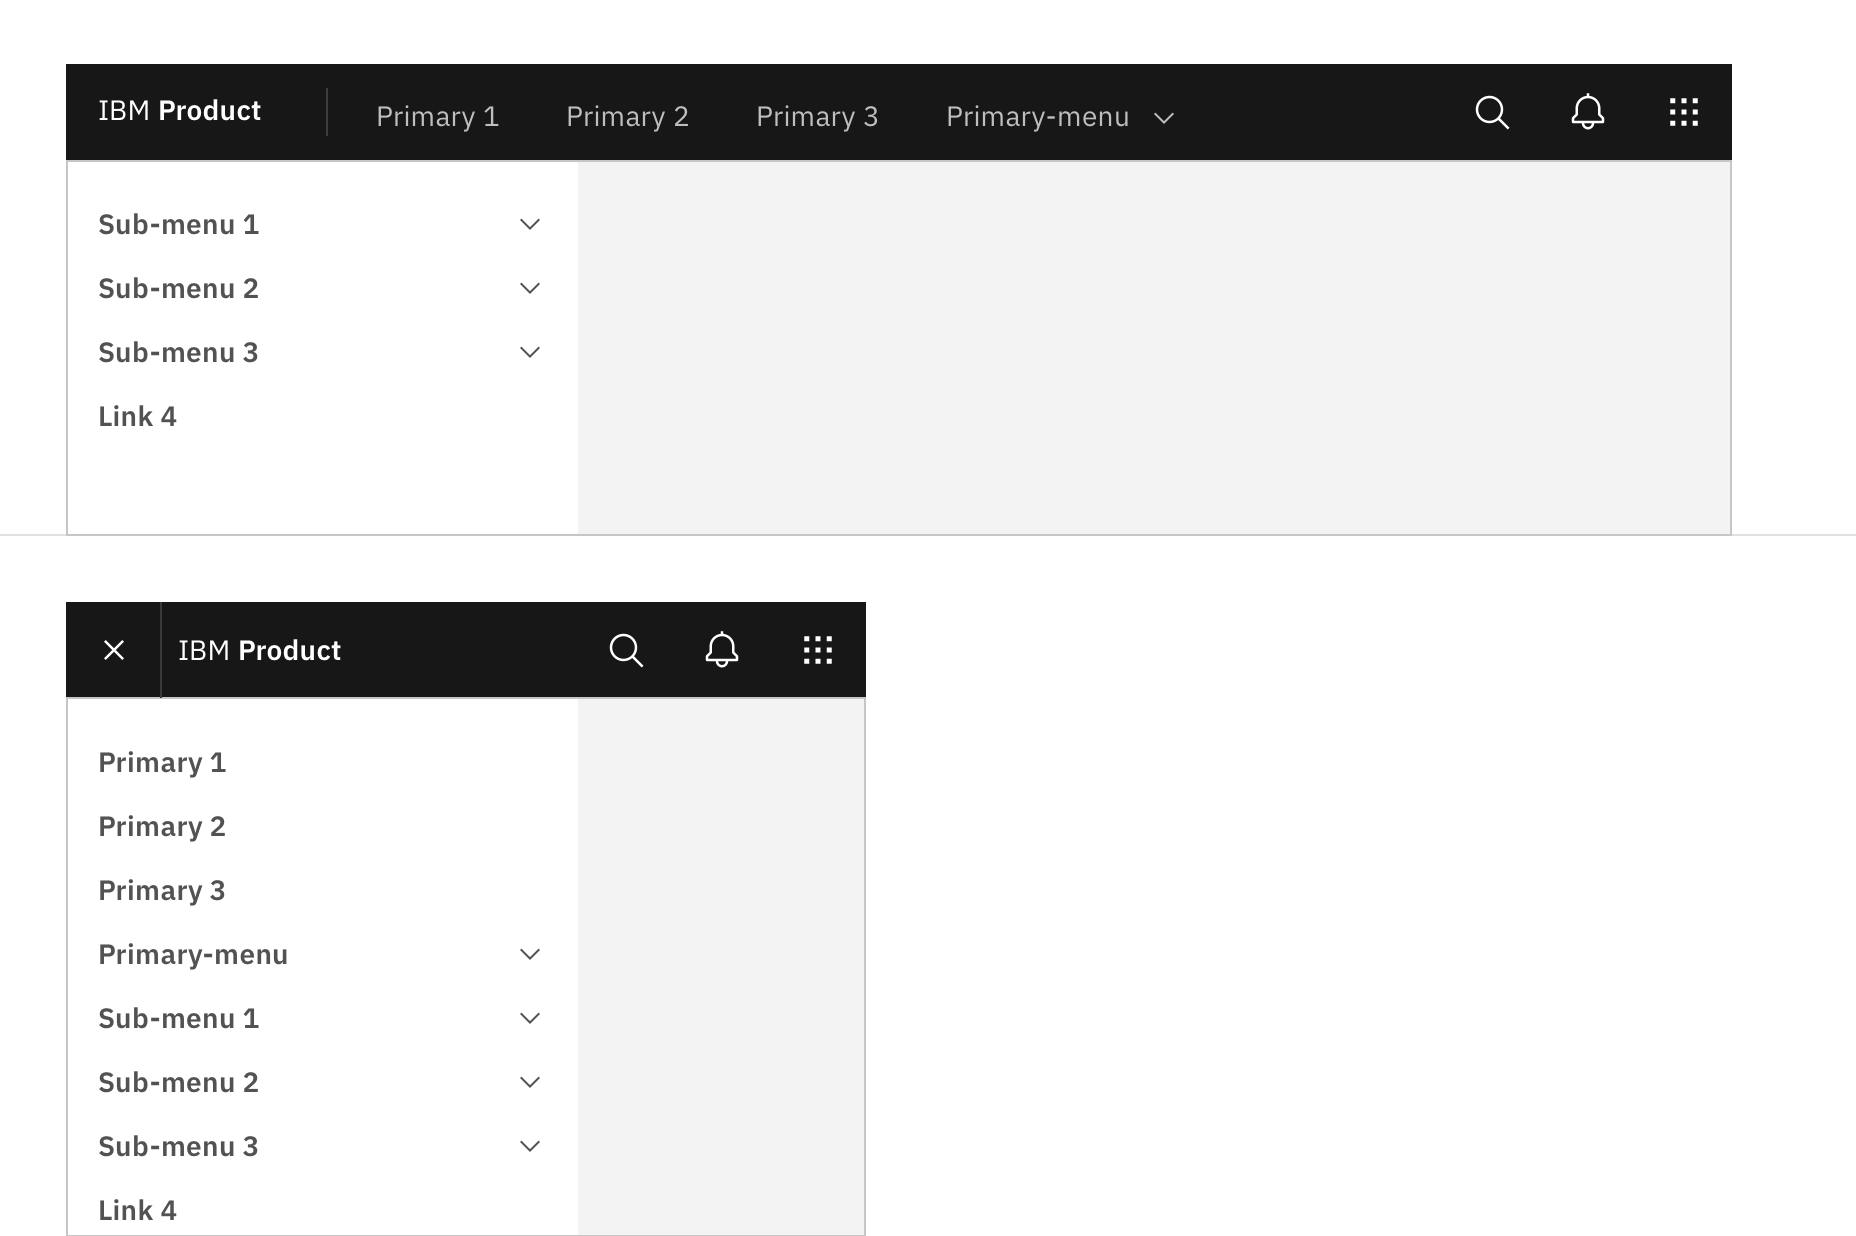 IBM Product Primary 1 Primary 2 Primary 3 Primary-menu
Sub-menu 1
Sub-menu 2
Sub-menu 3
Link 4
IBM Product
Primary 1
Primary 2
Primary 3
Primary-menu
Sub-menu 1
Sub-menu 2
Sub-menu 3
Link 4